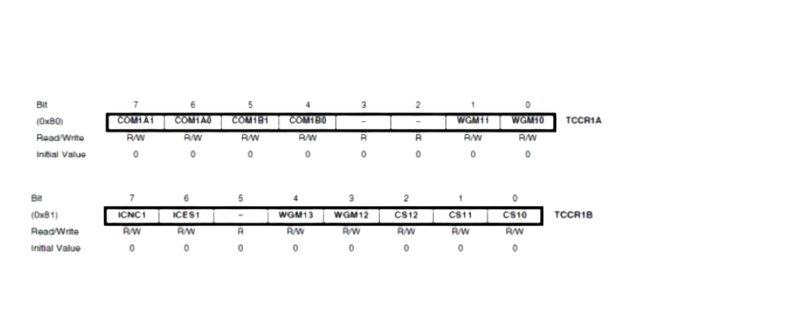 Bit 7 6 5 4 3 2 1 0
(0x80) COM1A1 COM1A0 COM1B1 COM1B0 – – WGM11 WGM10 TCCR1A
Read/Write R/W R/W R/W R/W R R R/W R/W
Initial Value 0 0 0 0 0 0 0 0
Bit 7 6 5 4 3 2 1 0
(0x81) ICNC1 ICES1 – WGM13 WGM12 CS12 CS11 CS10 TCCR1B
Read/Write R/W R/W R R/W R/W R/W R/W R/W
Initial Value 0 0 0 0 0 0 0 0